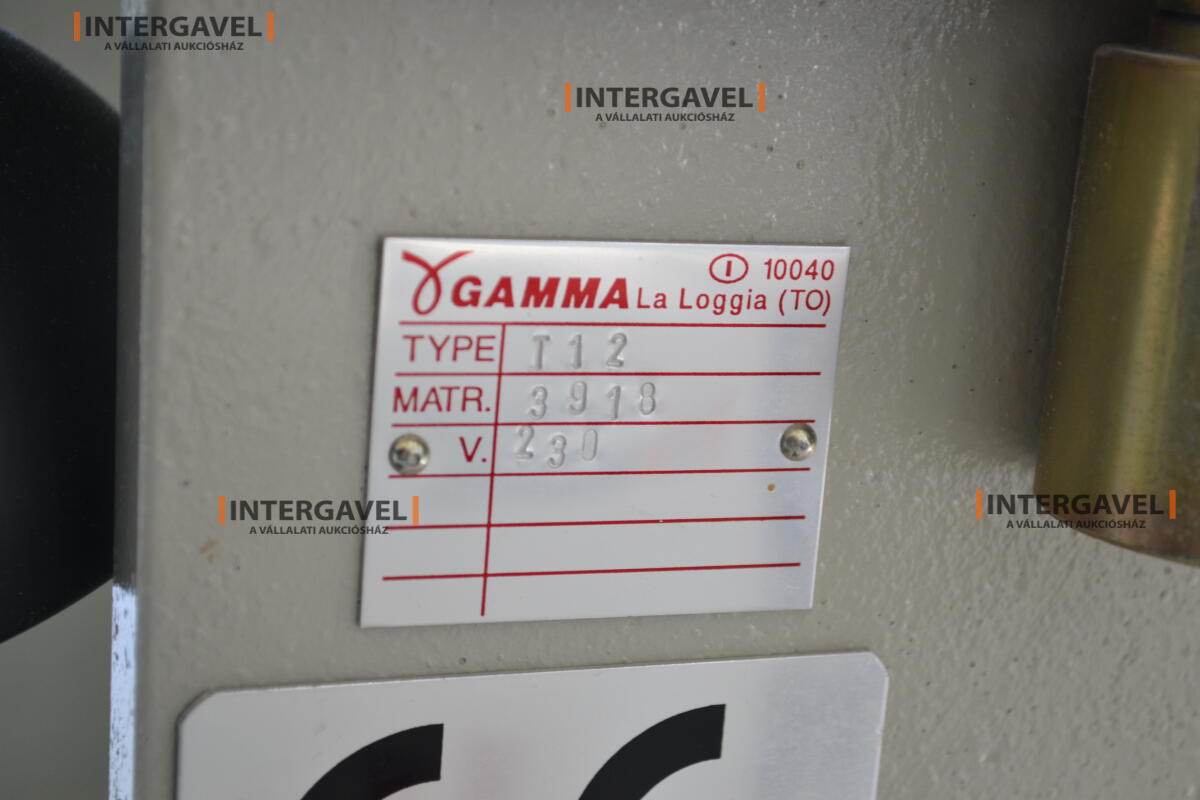 INTERGAVEL
A VÁLLALATI AUKCIÓSHÁZ
INTERGAVEL
A VÁLLALATI AUKCIÓSHÁZ
GAMMA I 10040
La Loggia (TO)
TYPE T12
MATR. 3918
V. 230
INTERGAVEL
A VÁLLALATI AUKCIÓSHÁZ
INTERGAVEL
A VÁLLALATI AUKCIÓSHÁZ
CE